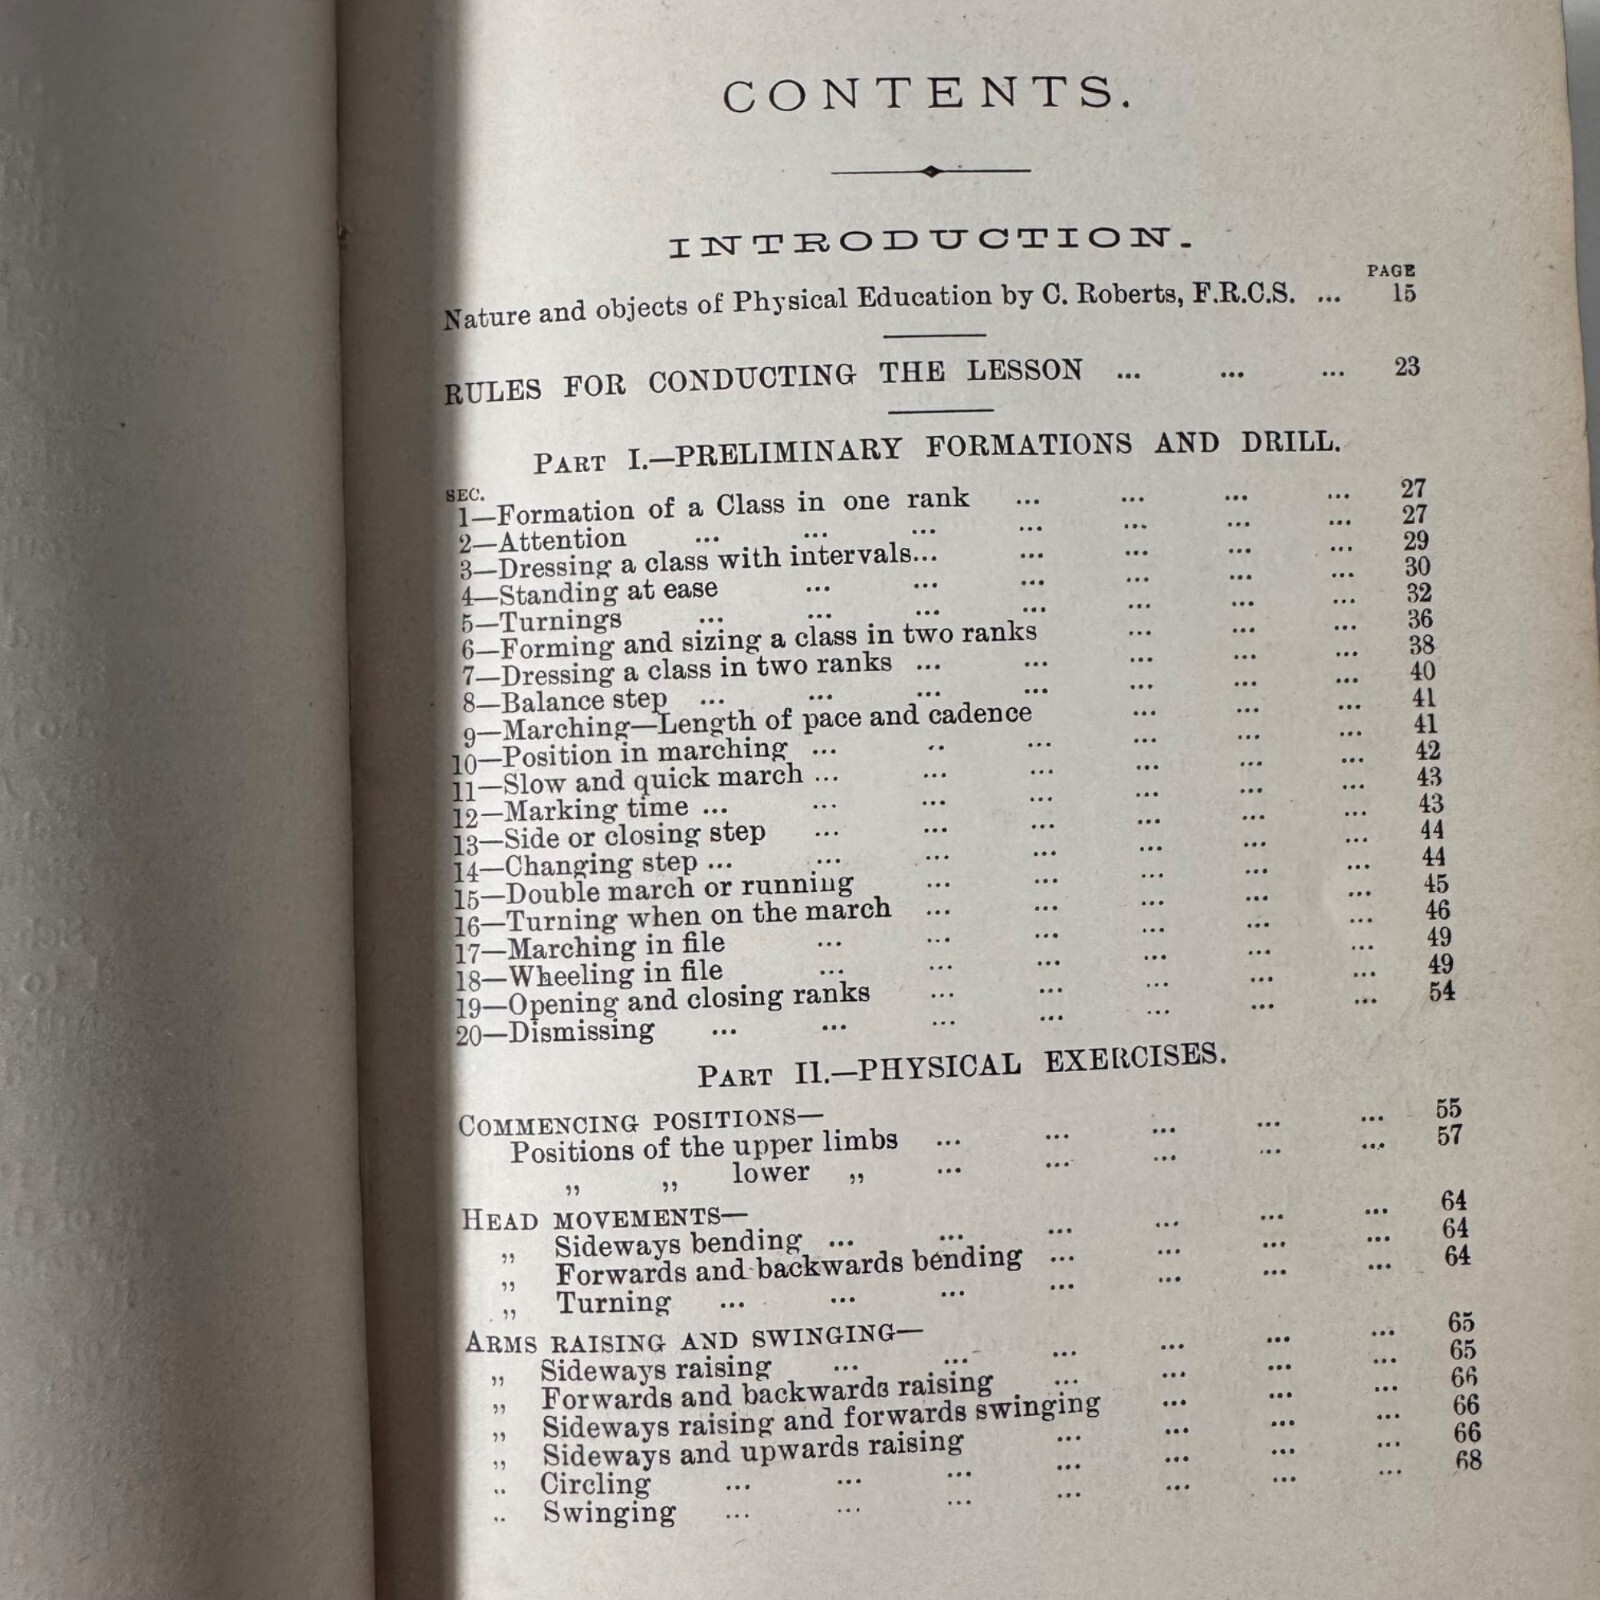 CONTENTS.
INTRODUCTION.
PAGE
Nature and objects of Physical Education by C. Roberts, F.R.C.S. ... 15
RULES FOR CONDUCTING THE LESSON ... ... ... 23
PART I.—PRELIMINARY FORMATIONS AND DRILL.
SEC.
1—Formation of a Class in one rank ... ... ... ... 27
2—Attention ... ... ... ... ... ... ... 27
3—Dressing a class with intervals... ... ... ... ... 29
4—Standing at ease ... ... ... ... ... ... 30
5—Turnings ... ... ... ... ... ... ... 32
6—Forming and sizing a class in two ranks ... ... ... 36
7—Dressing a class in two ranks ... ... ... ... ... 38
8—Balance step ... ... ... ... ... ... ... 40
9—Marching—Length of pace and cadence ... ... ... 41
10—Position in marching ... .. ... ... ... ... 41
11—Slow and quick march ... ... ... ... ... ... 42
12—Marking time ... ... ... ... ... ... ... 43
13—Side or closing step ... ... ... ... ... ... 43
14—Changing step ... ... ... ... ... ... ... 44
15—Double march or running ... ... ... ... ... 44
16—Turning when on the march ... ... ... ... ... 45
17—Marching in file ... ... ... ... ... ... 46
18—Wheeling in file ... ... ... ... ... ... 49
19—Opening and closing ranks ... ... ... ... ... 49
20—Dismissing ... ... ... ... ... ... ... 54
PART II.—PHYSICAL EXERCISES.
COMMENCING POSITIONS—
Positions of the upper limbs ... ... ... ... ... 55
„ „ lower „ ... ... ... ... ... 57
HEAD MOVEMENTS—
„ Sideways bending ... ... ... ... ... ... 64
„ Forwards and backwards bending ... ... ... ... 64
„ Turning ... ... ... ... ... ... ... 64
ARMS RAISING AND SWINGING—
„ Sideways raising ... ... ... ... ... ... 65
„ Forwards and backwards raising ... ... ... ... 65
„ Sideways raising and forwards swinging ... ... ... 66
„ Sideways and upwards raising ... ... ... ... 66
.. Circling ... ... ... ... ... ... ... 66
.. Swinging ... ... ... ... ... ... ... 68